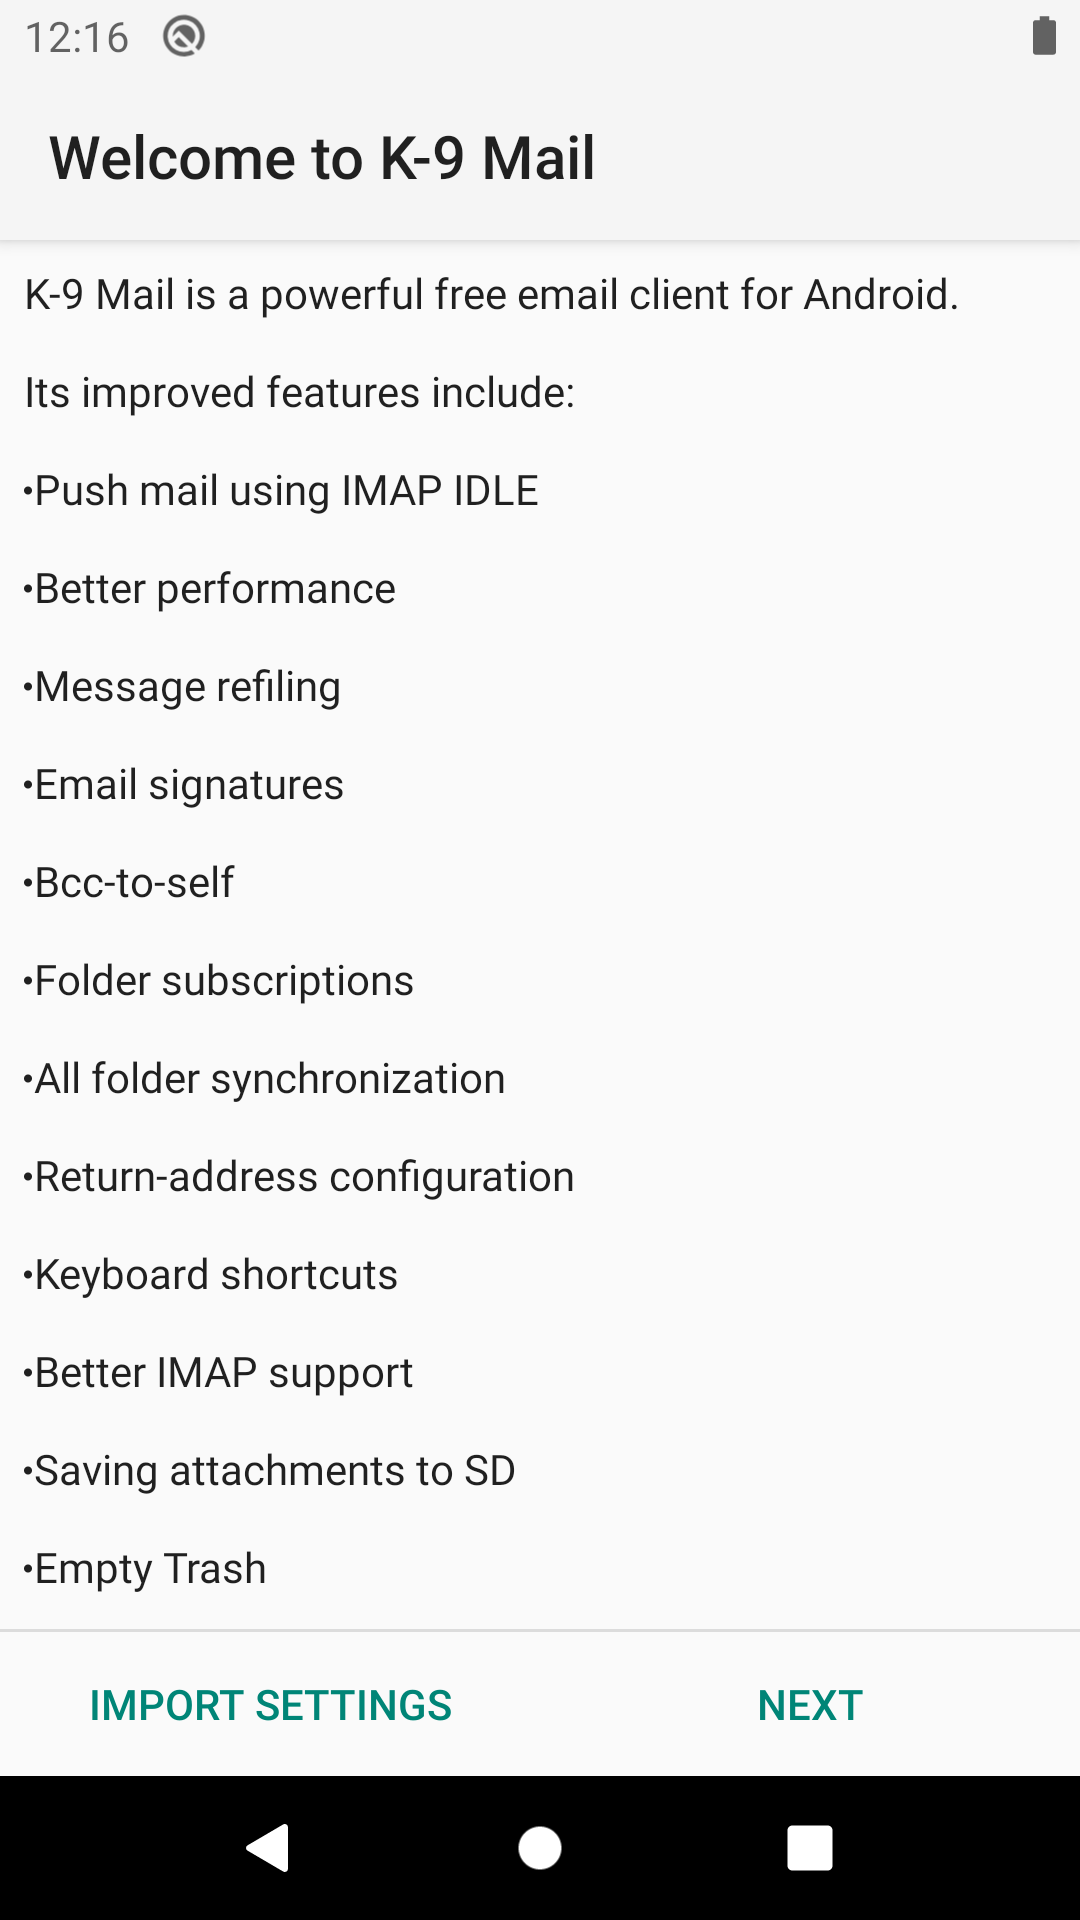 12:16
Welcome to K-9 Mail
K-9 Mail is a powerful free email client for Android.
Its improved features include:
•Push mail using IMAP IDLE
•Better performance
•Message refiling
•Email signatures
•Bcc-to-self
•Folder subscriptions
•All folder synchronization
•Return-address configuration
•Keyboard shortcuts
•Better IMAP support
•Saving attachments to SD
•Empty Trash
IMPORT SETTINGS
NEXT